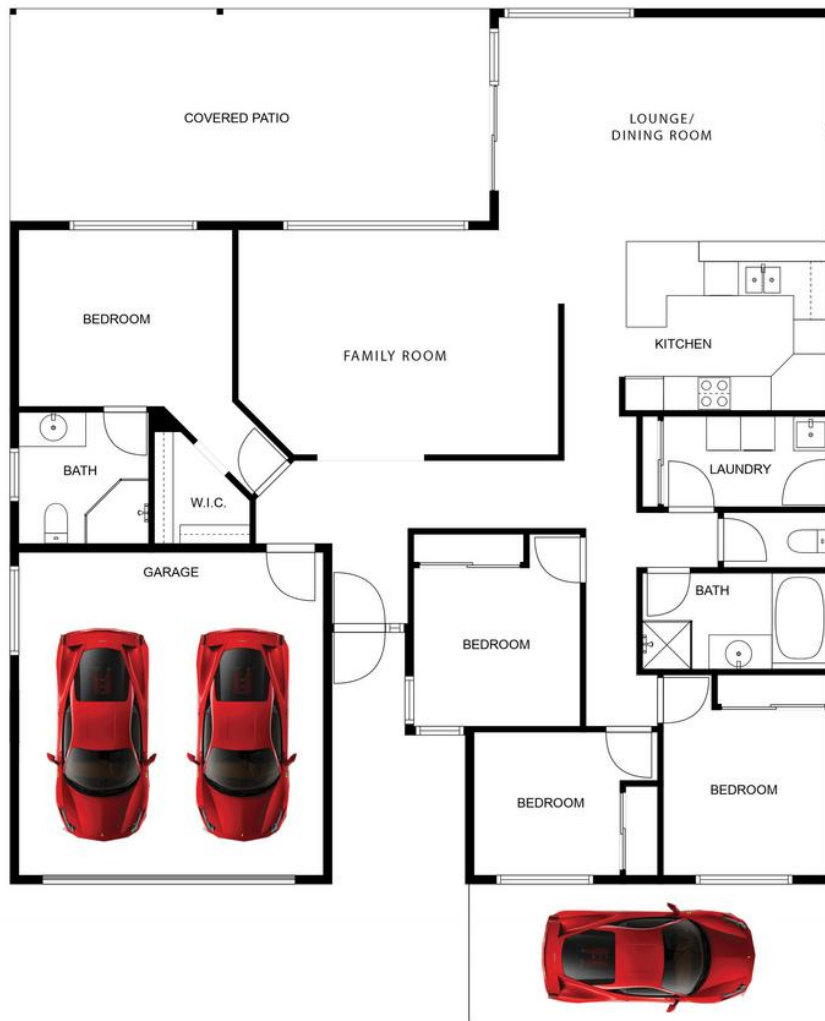 COVERED PATIO
LOUNGE/
DINING ROOM
BEDROOM
FAMILY ROOM
KITCHEN
BATH
W.I.C.
LAUNDRY
GARAGE
BATH
BEDROOM
BEDROOM
BEDROOM